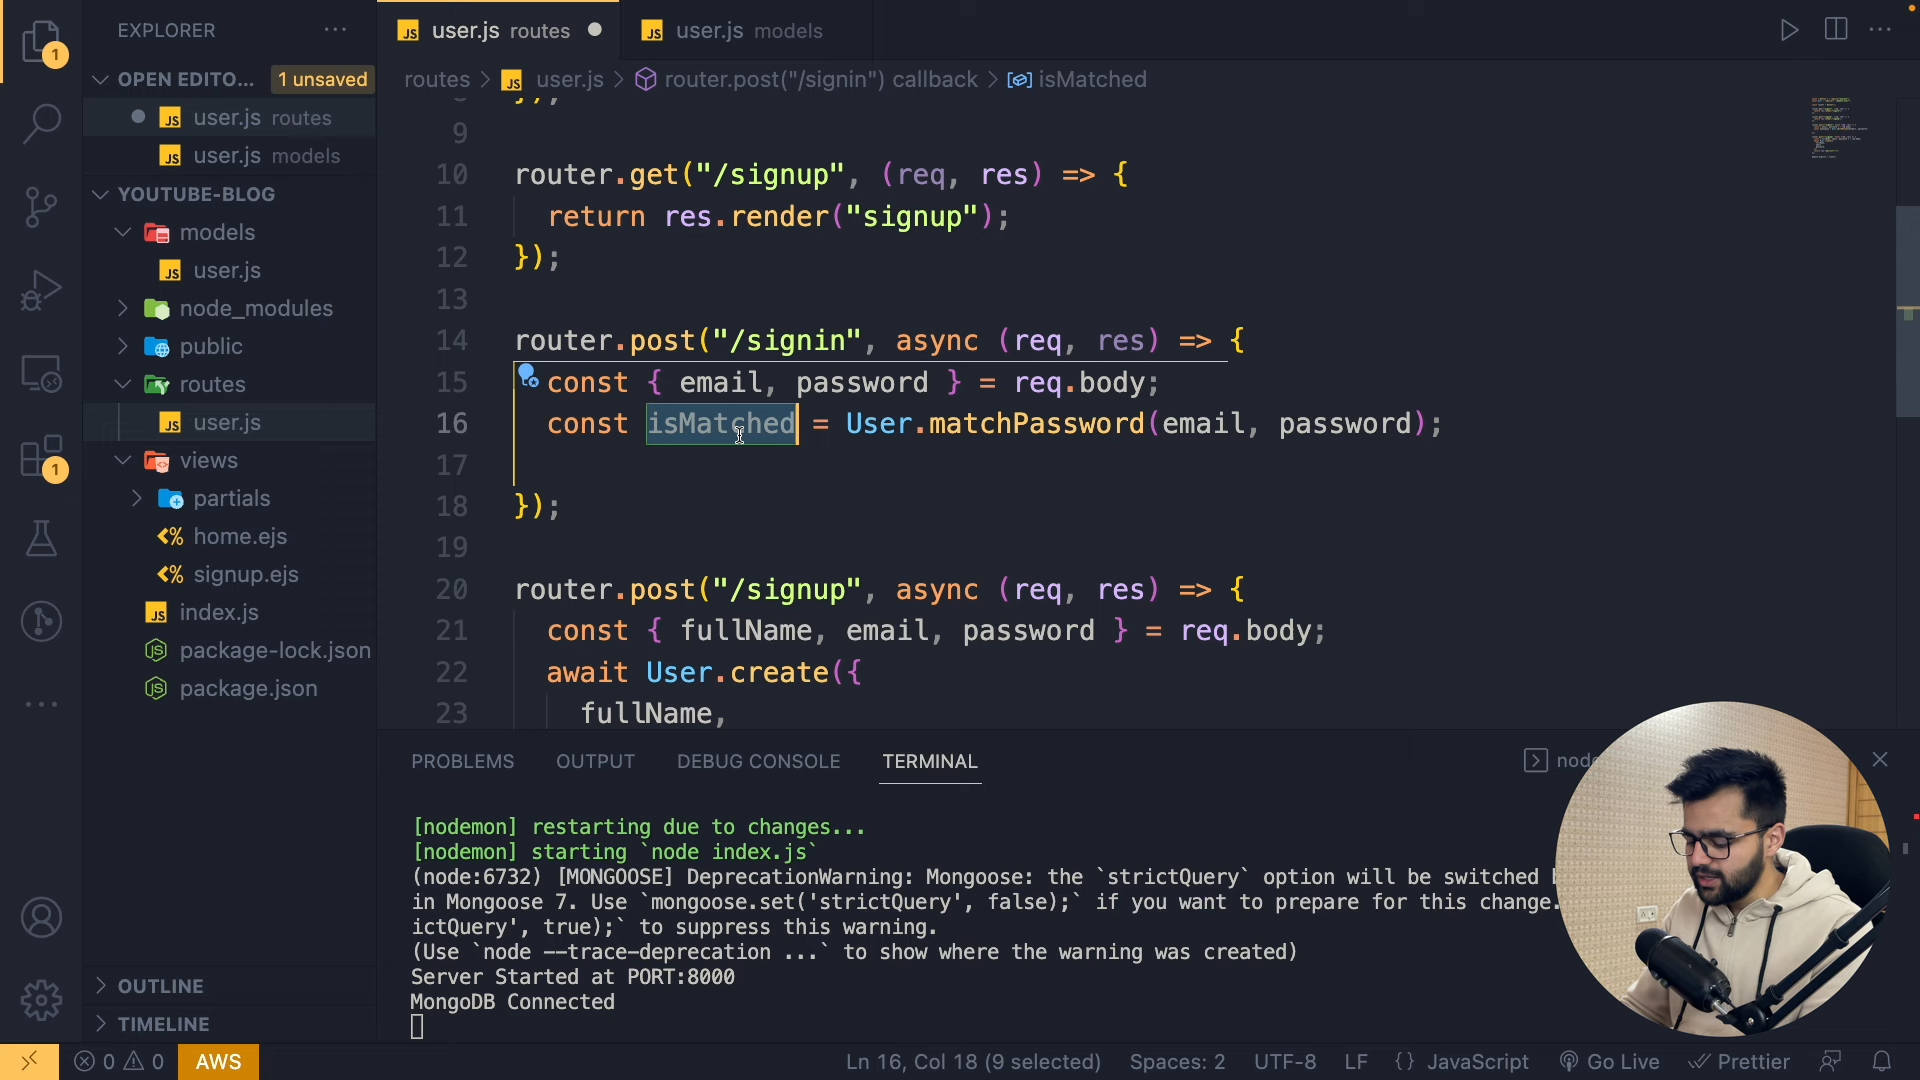 EXPLORER
OPEN EDITO... 1 unsaved
user.js routes
user.js models
YOUTUBE-BLOG
models
user.js
node_modules
public
routes
user.js
views
partials
home.ejs
signup.ejs
index.js
package-lock.json
package.json
OUTLINE
TIMELINE
1
1
user.js routes
user.js models
routes > user.js > router.post("/signin") callback > isMatched
});
9
10 router.get("/signup", (req, res) => {
11 return res.render("signup");
12 });
13
14 router.post("/signin", async (req, res) => {
15 const { email, password } = req.body;
16 const isMatched = User.matchPassword(email, password);
17
18 });
19
20 router.post("/signup", async (req, res) => {
21 const { fullName, email, password } = req.body;
22 await User.create({
23 fullName,
PROBLEMS OUTPUT DEBUG CONSOLE TERMINAL
[nodemon] restarting due to changes...
[nodemon] starting `node index.js`
(node:6732) [MONGOOSE] DeprecationWarning: Mongoose: the `strictQuery` option will be switched
in Mongoose 7. Use `mongoose.set('strictQuery', false);` if you want to prepare for this change.
ictQuery', true);` to suppress this warning.
(Use `node --trace-deprecation ...` to show where the warning was created)
Server Started at PORT:8000
MongoDB Connected
0 0 AWS Ln 16, Col 18 (9 selected) Spaces: 2 UTF-8 LF {} JavaScript Go Live Prettier